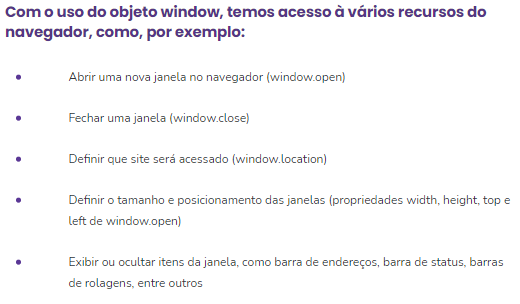 Com o uso do objeto window, temos acesso à vários recursos do
navegador, como, por exemplo:
• Abrir uma nova janela no navegador (window.open)
• Fechar uma janela (window.close)
• Definir que site será acessado (window.location)
• Definir o tamanho e posicionamento das janelas (propriedades width, height, top e
left de window.open)
• Exibir ou ocultar itens da janela, como barra de endereços, barra de status, barras
de rolagens, entre outros